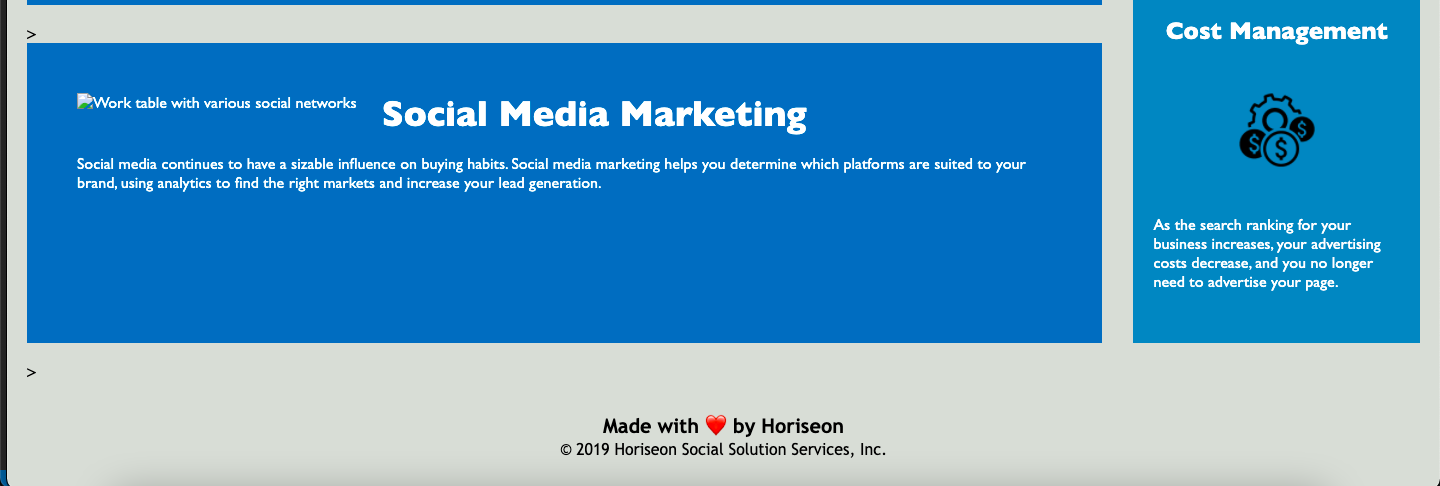 >
Work table with various social networks
Social Media Marketing
Social media continues to have a sizable influence on buying habits. Social media marketing helps you determine which platforms are suited to your
brand, using analytics to find the right markets and increase your lead generation.
>
Cost Management
$
$
$
As the search ranking for your
business increases, your advertising
costs decrease, and you no longer
need to advertise your page.
Made with ❤️ by Horiseon
© 2019 Horiseon Social Solution Services, Inc.